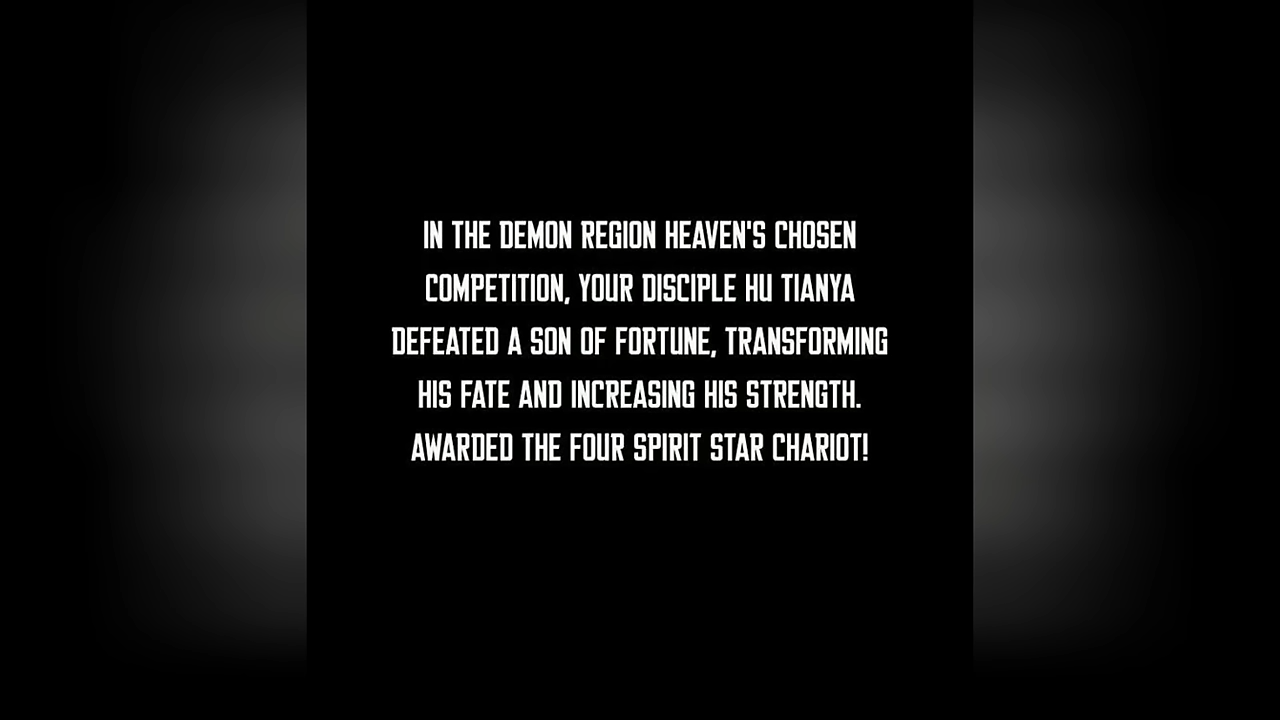 IN THE DEMON REGION HEAVEN'S CHOSEN
COMPETITION, YOUR DISCIPLE HU TIANYA
DEFEATED A SON OF FORTUNE, TRANSFORMING
HIS FATE AND INCREASING HIS STRENGTH.
AWARDED THE FOUR SPIRIT STAR CHARIOT!